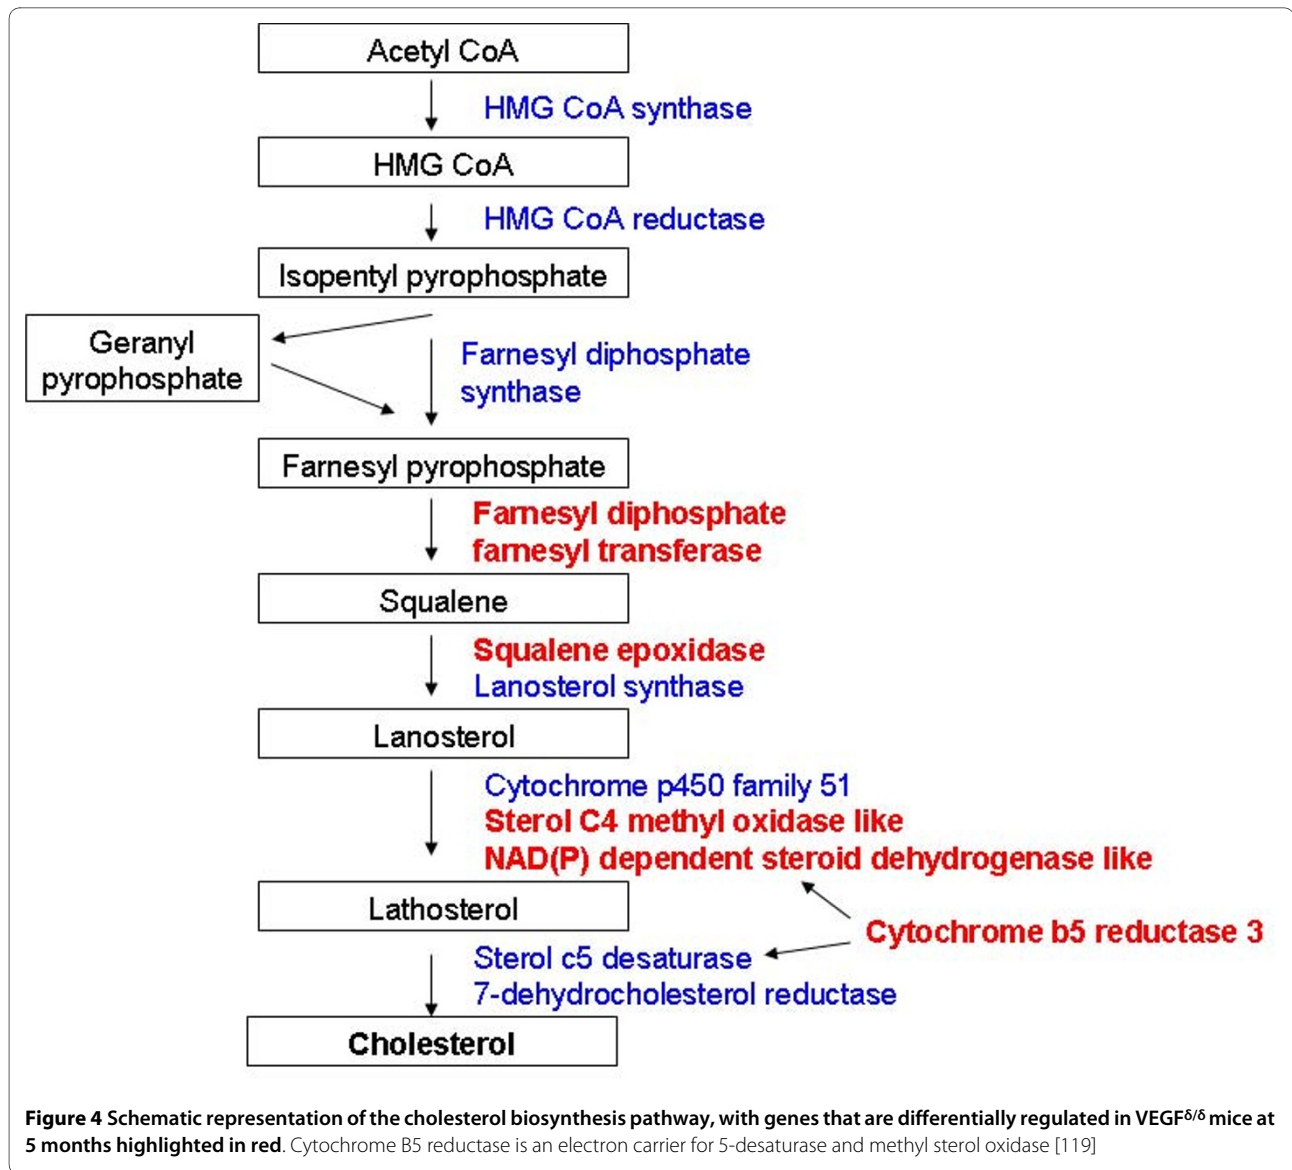 Acetyl CoA
HMG CoA synthase
HMG CoA
HMG CoA reductase
Isopentyl pyrophosphate
Geranyl
pyrophosphate
Farnesyl diphosphate
synthase
Farnesyl pyrophosphate
Farnesyl diphosphate
farnesyl transferase
Squalene
Squalene epoxidase
Lanosterol synthase
Lanosterol
Cytochrome p450 family 51
Sterol C4 methyl oxidase like
NAD(P) dependent steroid dehydrogenase like
Lathosterol
Cytochrome b5 reductase 3
Sterol c5 desaturase
7-dehydrocholesterol reductase
Cholesterol
Figure 4 Schematic representation of the cholesterol biosynthesis pathway, with genes that are differentially regulated in VEGFδ/δ mice at
5 months highlighted in red. Cytochrome B5 reductase is an electron carrier for 5-desaturase and methyl sterol oxidase [119]